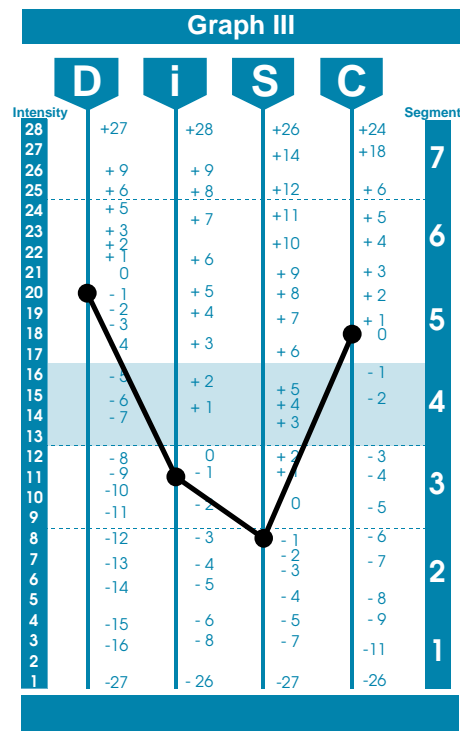 Graph III
D i S C
Intensity Segment
28 +27 +28 +26 +24
27 +14 +18 7
26 + 9 + 9
25 + 6 + 8 +12 + 6
24 + 5 + 7 +11 + 5
23 + 3 +10 + 4 6
22 + 2 + 1 + 6
21 0 + 9 + 3
20 - 1 + 5 + 8 + 2
19 - 2 + 4 + 7 + 1 5
18 - 3 0
17 4 + 3 + 6
16 - 5 + 2 - 1
15 - 6 + 5 - 2
14 - 7 + 1 + 4 4
13 + 3
12 - 8 0 + 2 - 3
11 - 9 - 1 +1 - 4
10 -10 - 2 0 3
9 -11 - 5
8 -12 - 3 - 1 - 6
7 -13 - 4 - 2 - 7
6 -14 - 5 - 3 2
5 - 4 - 8
4 -15 - 6 - 5 - 9
3 -16 - 8 - 7 -11 1
2
1 -27 - 26 -27 -26